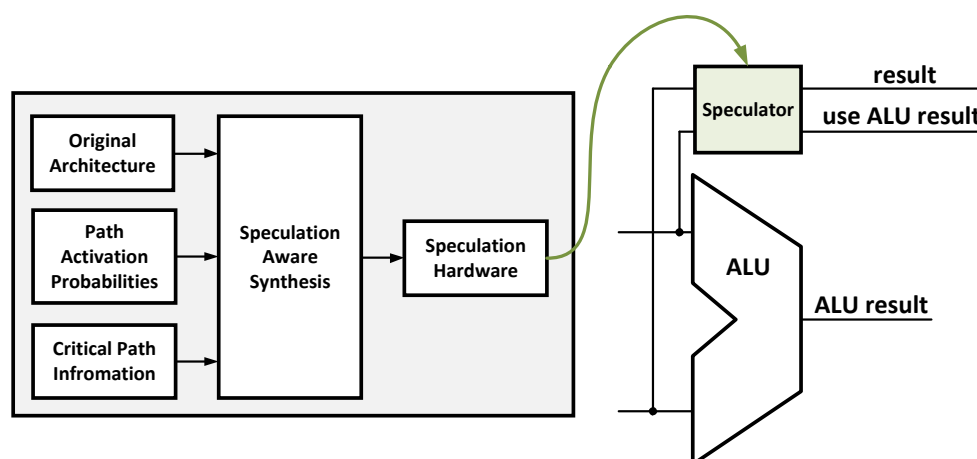 Original
Architecture
Path
Activation
Probabilities
Critical Path
Infromation
Speculation
Aware
Synthesis
Speculation
Hardware
Speculator
result
use ALU result
ALU
ALU result